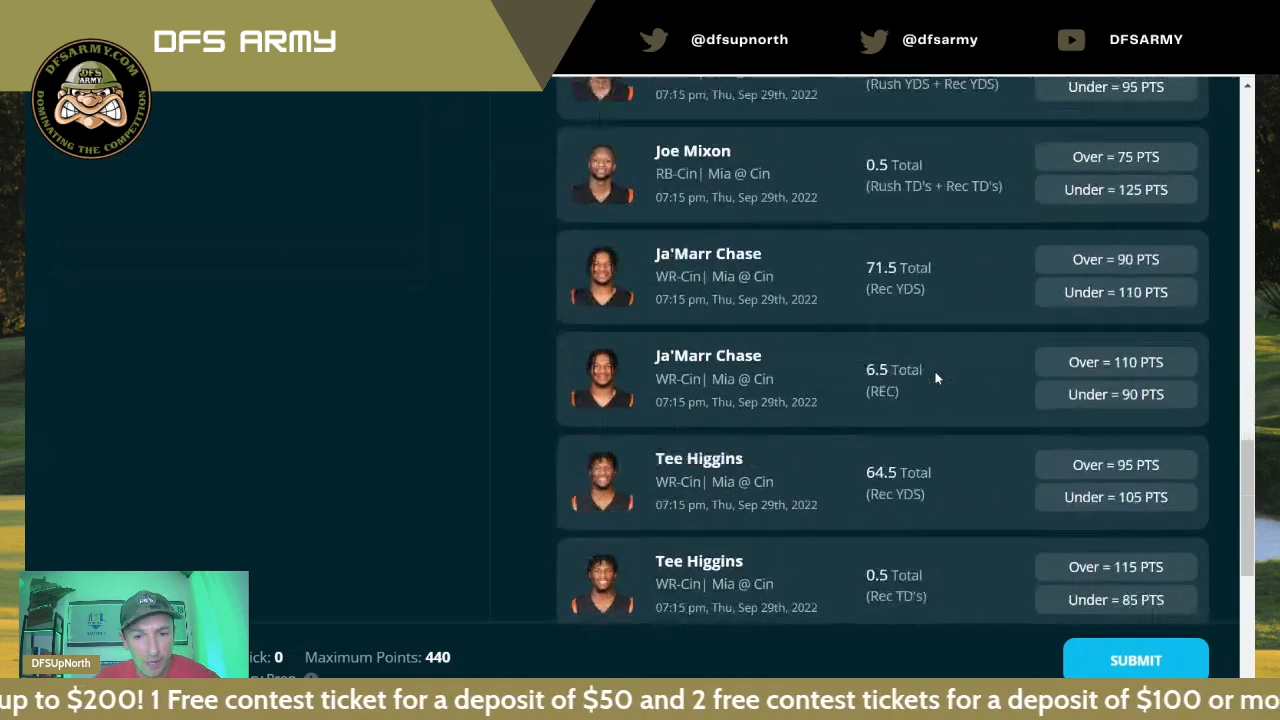 DFS ARMY
@dfsupnorth
@dfsarmy
DFSARMY
DFSARMY.COM
DFS
ARMY
DOMINATING THE COMPETITION
07:15 pm, Thu, Sep 29th, 2022
(Rush YDS + Rec YDS)
Under = 95 PTS
Joe Mixon
RB-Cin| Mia @ Cin
07:15 pm, Thu, Sep 29th, 2022
0.5 Total
(Rush TD's + Rec TD's)
Over = 75 PTS
Under = 125 PTS
Ja'Marr Chase
WR-Cin| Mia @ Cin
07:15 pm, Thu, Sep 29th, 2022
71.5 Total
(Rec YDS)
Over = 90 PTS
Under = 110 PTS
Ja'Marr Chase
WR-Cin| Mia @ Cin
07:15 pm, Thu, Sep 29th, 2022
6.5 Total
(REC)
Over = 110 PTS
Under = 90 PTS
Tee Higgins
WR-Cin| Mia @ Cin
07:15 pm, Thu, Sep 29th, 2022
64.5 Total
(Rec YDS)
Over = 95 PTS
Under = 105 PTS
Tee Higgins
WR-Cin| Mia @ Cin
07:15 pm, Thu, Sep 29th, 2022
0.5 Total
(Rec TD's)
Over = 115 PTS
Under = 85 PTS
ick: 0 Maximum Points: 440
SUBMIT
DFSUpNorth
up to $200! 1 Free contest ticket for a deposit of $50 and 2 free contest tickets for a deposit of $100 or mo